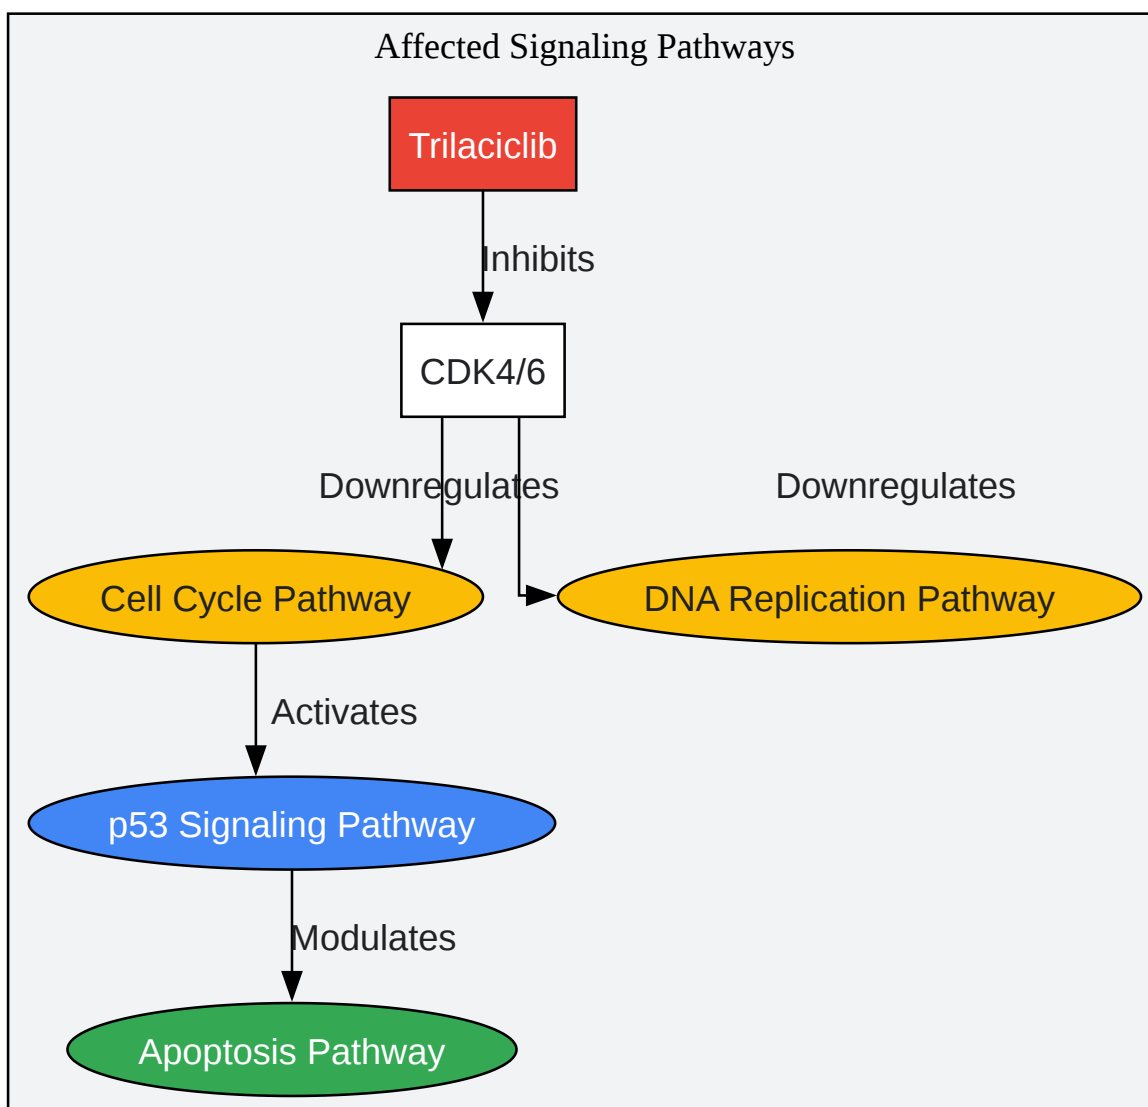 Affected Signaling Pathways
Trilaciclib
Inhibits
CDK4/6
Downregulates
Downregulates
Cell Cycle Pathway
DNA Replication Pathway
Activates
p53 Signaling Pathway
Modulates
Apoptosis Pathway